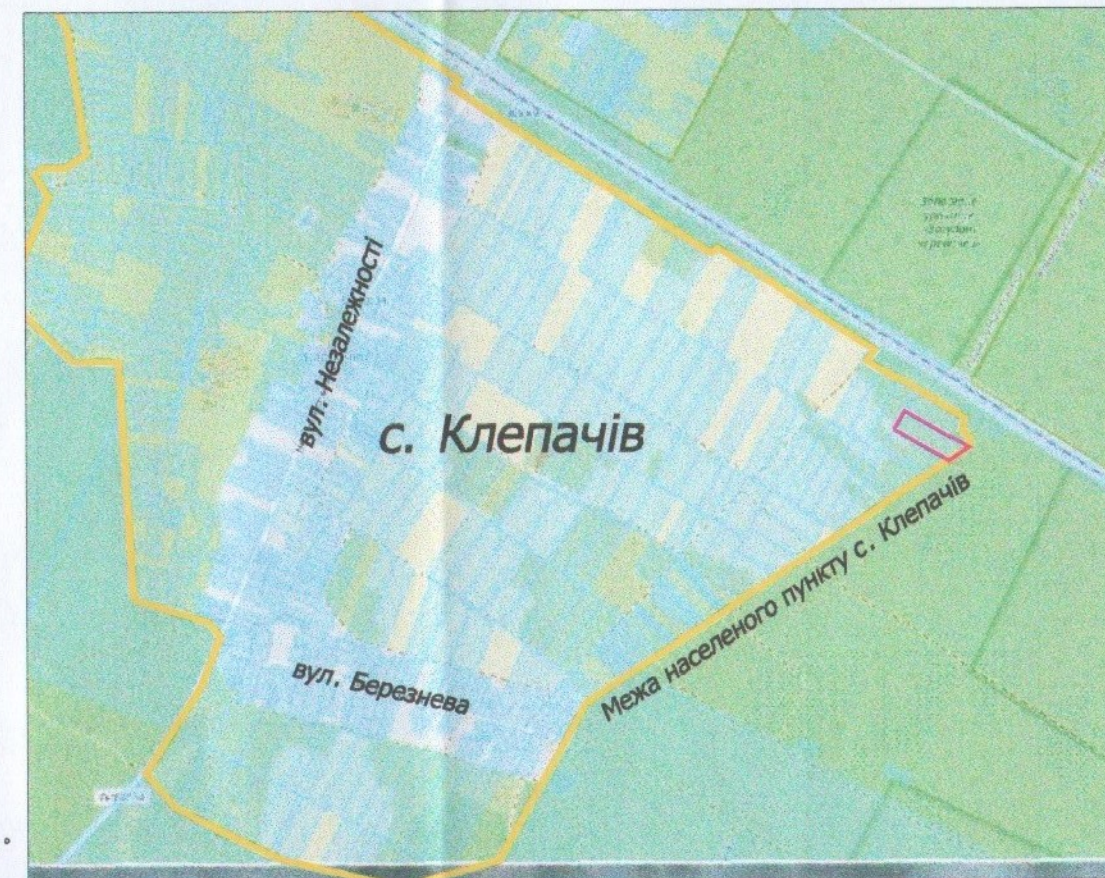 вул. Незалежності
с. Клепачів
Межа населеного пункту с. Клепачів
вул. Березнева